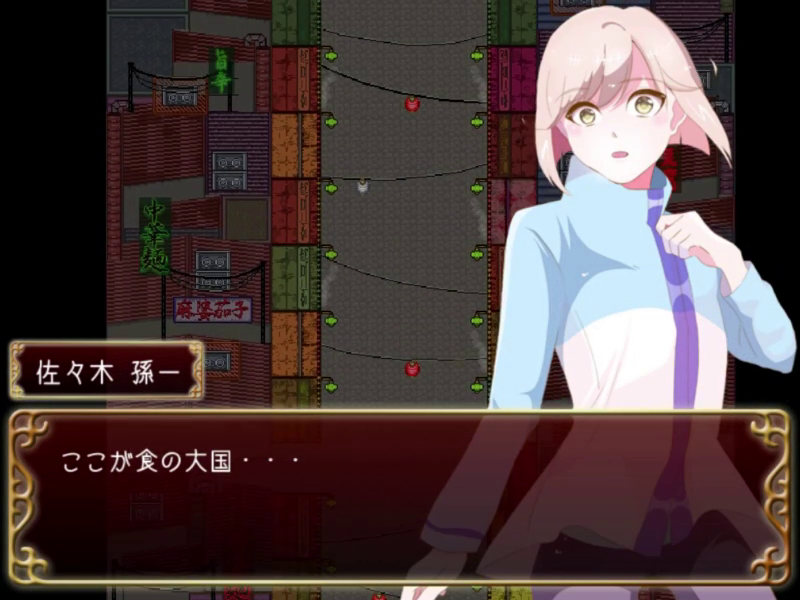 旨辛
中華麺
麻婆茄子
佐々木 孫一
ここが食の大国・・・